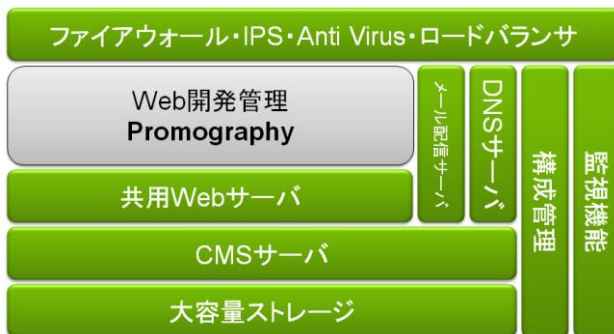 ファイアウォール・IPS・Anti Virus・ロードバランサ
Web開発管理
Promography
メール配信サーバ
DNSサーバ
構成管理
監視機能
共用Webサーバ
CMSサーバ
大容量ストレージ